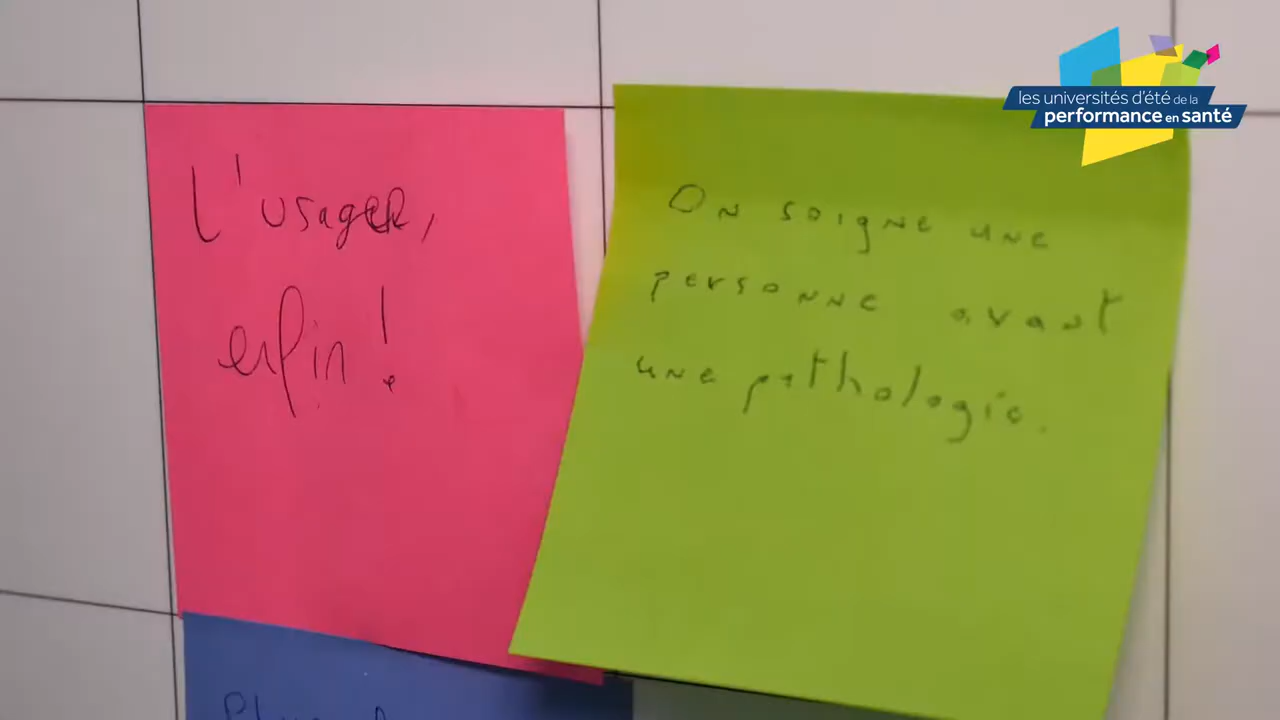 les universités d'été de la
performance en santé
L'usager,
enfin !
On soigne une
personne avant
une pathologie.